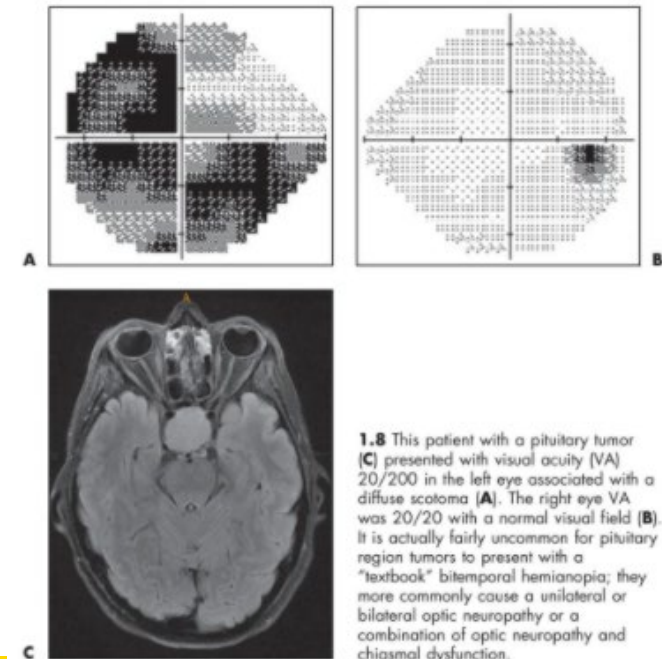 A
B
A
C
1.8 This patient with a pituitary tumor
(C) presented with visual acuity (VA)
20/200 in the left eye associated with a
diffuse scotoma (A). The right eye VA
was 20/20 with a normal visual field (B).
It is actually fairly uncommon for pituitary
region tumors to present with a
"textbook" bitemporal hemianopia; they
more commonly cause a unilateral or
bilateral optic neuropathy or a
combination of optic neuropathy and
chiasmal dysfunction.